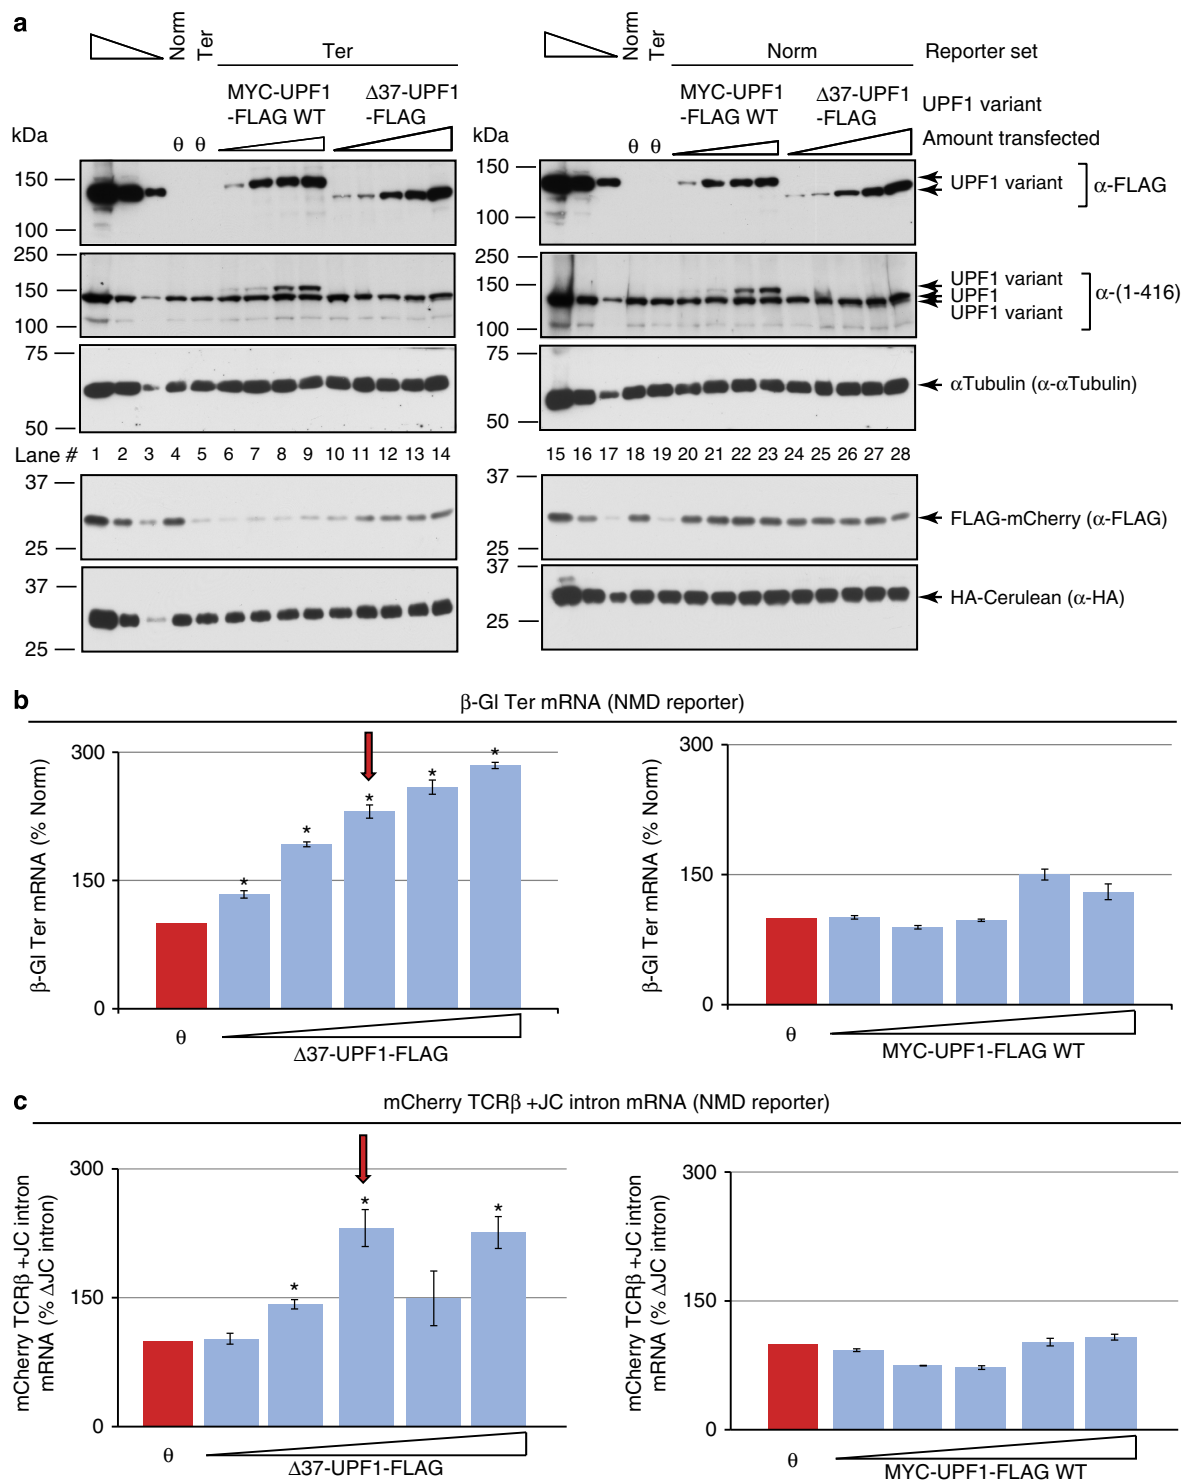 a
Norm
Ter
Ter
Norm
Ter
Norm
Reporter set
MYC-UPF1
-FLAG WT
Δ37-UPF1
-FLAG
MYC-UPF1
-FLAG WT
Δ37-UPF1
-FLAG
UPF1 variant
kDa
θ θ
kDa
θ θ
Amount transfected
150
100
150
100
UPF1 variant
α-FLAG
250
150
100
250
150
100
UPF1 variant
UPF1
UPF1 variant
α-(1-416)
75
50
75
50
αTubulin (α-αTubulin)
Lane # 1 2 3 4 5 6 7 8 9 10 11 12 13 14
15 16 17 18 19 20 21 22 23 24 25 26 27 28
37
25
37
25
FLAG-mCherry (α-FLAG)
37
25
37
25
HA-Cerulean (α-HA)
b
β-Gl Ter mRNA (NMD reporter)
β-Gl Ter mRNA (% Norm)
300
150
0
* * * * *
θ
Δ37-UPF1-FLAG
β-Gl Ter mRNA (% Norm)
300
150
0
θ
MYC-UPF1-FLAG WT
c
mCherry TCRβ +JC intron mRNA (NMD reporter)
mCherry TCRβ +JC intron
mRNA (% ΔJC intron)
300
150
0
* * *
θ
Δ37-UPF1-FLAG
mCherry TCRβ +JC intron
mRNA (% ΔJC intron)
300
150
0
θ
MYC-UPF1-FLAG WT